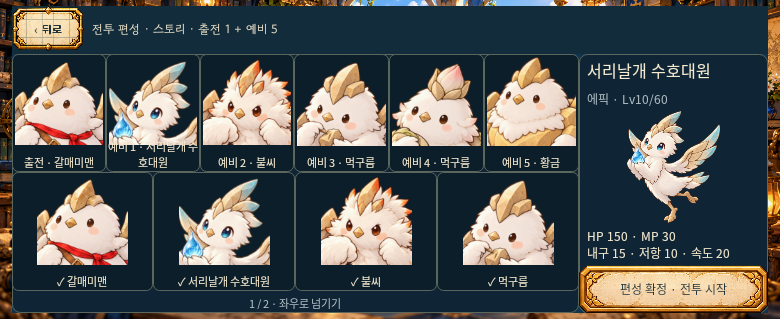 ‹ 뒤로
전투 편성 · 스토리 · 출전 1 + 예비 5
출전 · 갈매미맨
예비 1 · 서리날개 수
호대원
예비 2 · 불씨
예비 3 · 먹구름
예비 4 · 먹구름
예비 5 · 황금
✓ 갈매미맨
✓ 서리날개 수호대원
✓ 불씨
✓ 먹구름
1 / 2 · 좌우로 넘기기
서리날개 수호대원
에픽 · Lv10/60
HP 150 · MP 30
내구 15 · 저항 10 · 속도 20
편성 확정 · 전투 시작